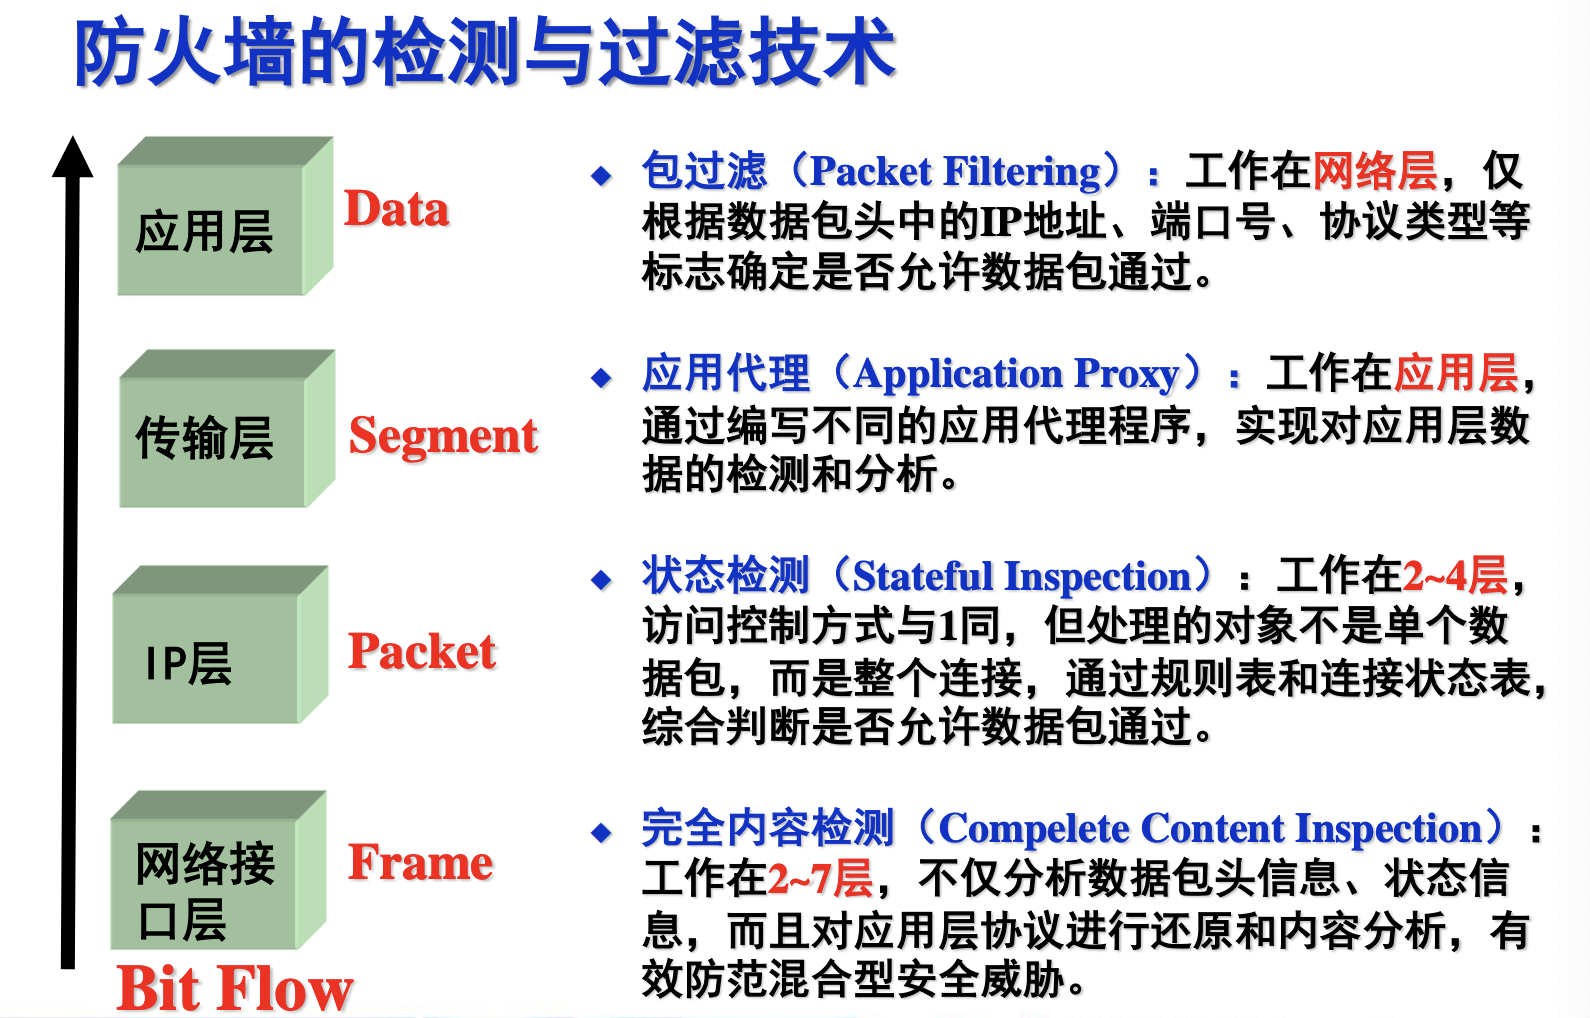 防火墙的检测与过滤技术
应用层
Data
传输层
Segment
IP层
Packet
网络接
口层
Frame
Bit Flow
包过滤（Packet Filtering）：工作在网络层，仅
根据数据包头中的IP地址、端口号、协议类型等
标志确定是否允许数据包通过。
应用代理（Application Proxy）：工作在应用层，
通过编写不同的应用代理程序，实现对应用层数
据的检测和分析。
状态检测（Stateful Inspection）：工作在2~4层，
访问控制方式与1同，但处理的对象不是单个数
据包，而是整个连接，通过规则表和连接状态表，
综合判断是否允许数据包通过。
完全内容检测（Compelete Content Inspection）：
工作在2~7层，不仅分析数据包头信息、状态信
息，而且对应用层协议进行还原和内容分析，有
效防范混合型安全威胁。